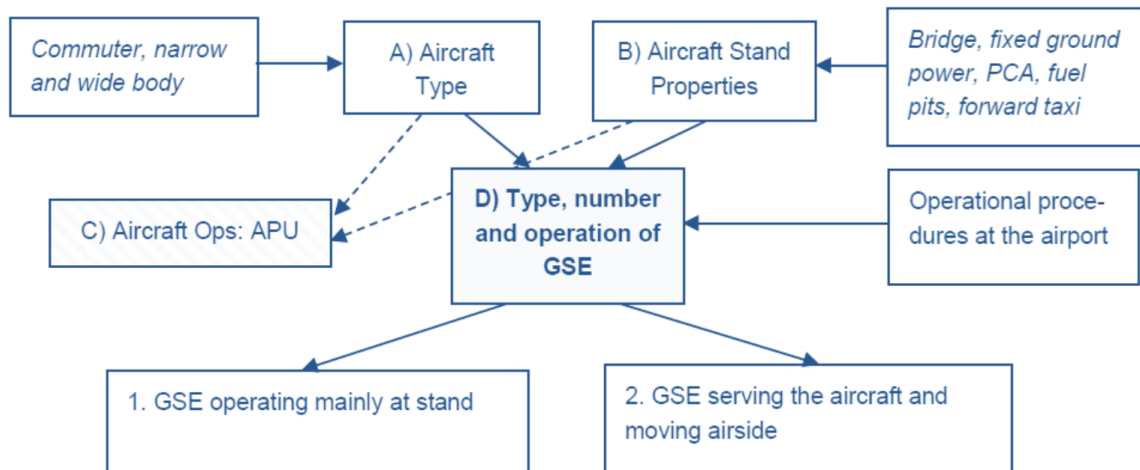 Commuter, narrow
and wide body
A) Aircraft
Type
B) Aircraft Stand
Properties
Bridge, fixed ground
power, PCA, fuel
pits, forward taxi
C) Aircraft Ops: APU
D) Type, number
and operation of
GSE
Operational proce-
dures at the airport
1. GSE operating mainly at stand
2. GSE serving the aircraft and
moving airside